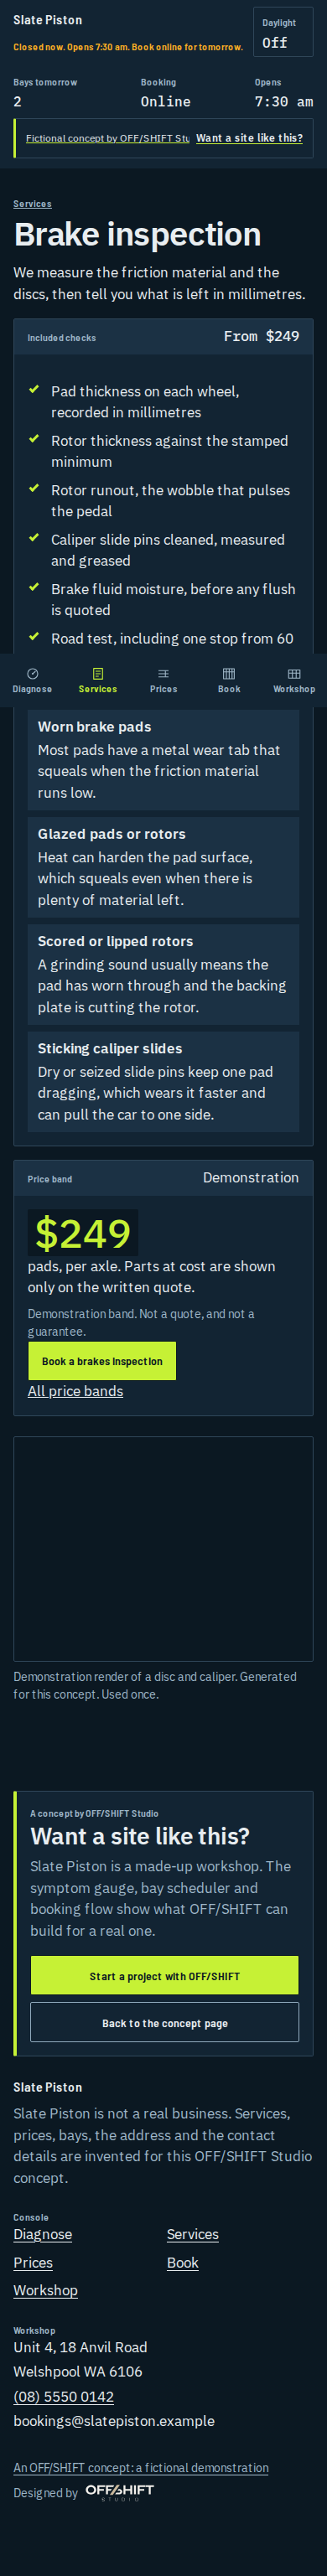 Slate Piston
Closed now. Opens 7:30 am. Book online for tomorrow.
Daylight
Off
Bays tomorrow
2
Booking
Online
Opens
7:30 am
Fictional concept by OFF/SHIFT Stu
Want a site like this?
Services
Brake inspection
We measure the friction material and the
discs, then tell you what is left in millimetres.
Included checks
From $249
Pad thickness on each wheel,
recorded in millimetres
Rotor thickness against the stamped
minimum
Rotor runout, the wobble that pulses
the pedal
Caliper slide pins cleaned, measured
and greased
Brake fluid moisture, before any flush
is quoted
Road test, including one stop from 60
Diagnose
Services
Prices
Book
Workshop
Worn brake pads
Most pads have a metal wear tab that
squeals when the friction material
runs low.
Glazed pads or rotors
Heat can harden the pad surface,
which squeals even when there is
plenty of material left.
Scored or lipped rotors
A grinding sound usually means the
pad has worn through and the backing
plate is cutting the rotor.
Sticking caliper slides
Dry or seized slide pins keep one pad
dragging, which wears it faster and
can pull the car to one side.
Price band
Demonstration
$249
pads, per axle. Parts at cost are shown
only on the written quote.
Demonstration band. Not a quote, and not a
guarantee.
Book a brakes inspection
All price bands
Demonstration render of a disc and caliper. Generated
for this concept. Used once.
A concept by OFF/SHIFT Studio
Want a site like this?
Slate Piston is a made-up workshop. The
symptom gauge, bay scheduler and
booking flow show what OFF/SHIFT can
build for a real one.
Start a project with OFF/SHIFT
Back to the concept page
Slate Piston
Slate Piston is not a real business. Services,
prices, bays, the address and the contact
details are invented for this OFF/SHIFT Studio
concept.
Console
Diagnose
Services
Prices
Book
Workshop
Workshop
Unit 4, 18 Anvil Road
Welshpool WA 6106
(08) 5550 0142
bookings@slatepiston.example
An OFF/SHIFT concept: a fictional demonstration
Designed by
OFF/SHIFT
STUDIO